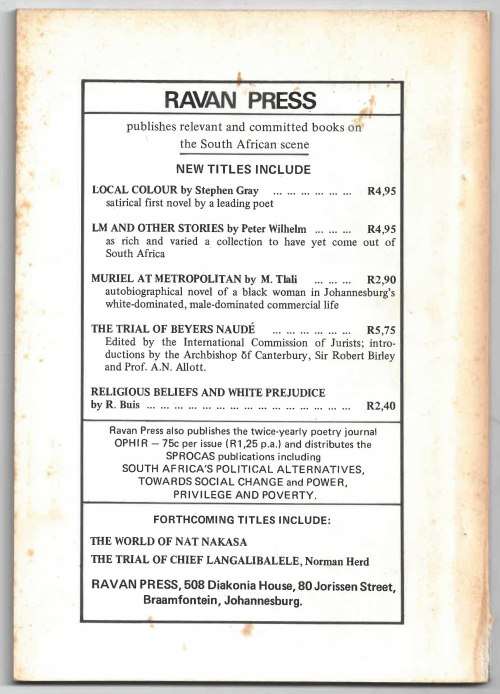 RAVAN PRESS
publishes relevant and committed books on
the South African scene
NEW TITLES INCLUDE
LOCAL COLOUR by Stephen Gray ... ... ... ... ... ... R4,95
satirical first novel by a leading poet
LM AND OTHER STORIES by Peter Wilhelm ... ... ... R4,95
as rich and varied a collection to have yet come out of
South Africa
MURIEL AT METROPOLITAN by M. Tlali ... ... ... R2,90
autobiographical novel of a black woman in Johannesburg's
white-dominated, male-dominated commercial life
THE TRIAL OF BEYERS NAUDÉ ... ... ... ... ... ... R5,75
Edited by the International Commission of Jurists; intro-
ductions by the Archbishop of Canterbury, Sir Robert Birley
and Prof. A.N. Allott.
RELIGIOUS BELIEFS AND WHITE PREJUDICE
by R. Buis ... ... ... ... ... ... ... ... ... ... ... ... ... ... ... R2,40
Ravan Press also publishes the twice-yearly poetry journal
OPHIR — 75c per issue (R1,25 p.a.) and distributes the
SPROCAS publications including
SOUTH AFRICA'S POLITICAL ALTERNATIVES,
TOWARDS SOCIAL CHANGE and POWER,
PRIVILEGE AND POVERTY.
FORTHCOMING TITLES INCLUDE:
THE WORLD OF NAT NAKASA
THE TRIAL OF CHIEF LANGALIBALELE, Norman Herd
RAVAN PRESS, 508 Diakonia House, 80 Jorissen Street,
Braamfontein, Johannesburg.